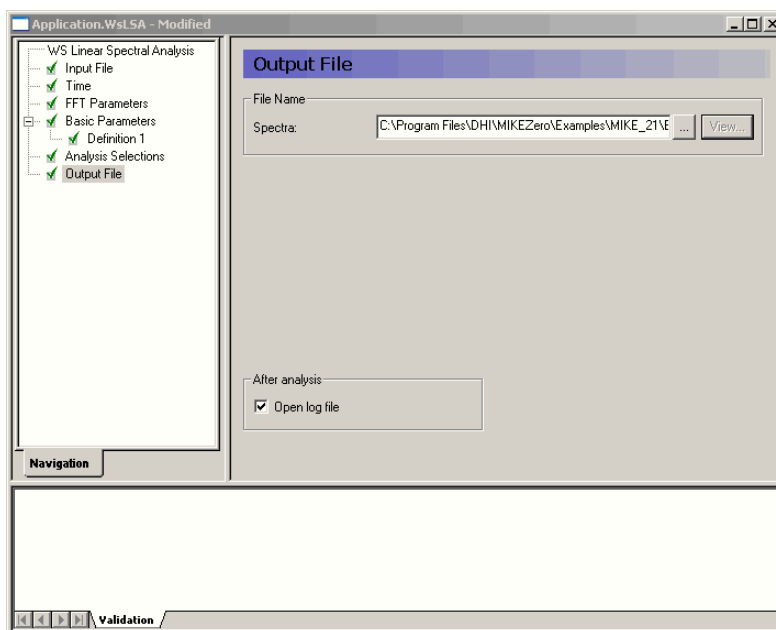 Application.WsLSA - Modified
WS Linear Spectral Analysis
Input File
Time
FFT Parameters
Basic Parameters
Definition 1
Analysis Selections
Output File
Navigation
Output File
File Name
Spectra:
C:\Program Files\DHI\MIKEZero\Examples\MIKE_21\E
...
View...
After analysis
Open log file
Validation